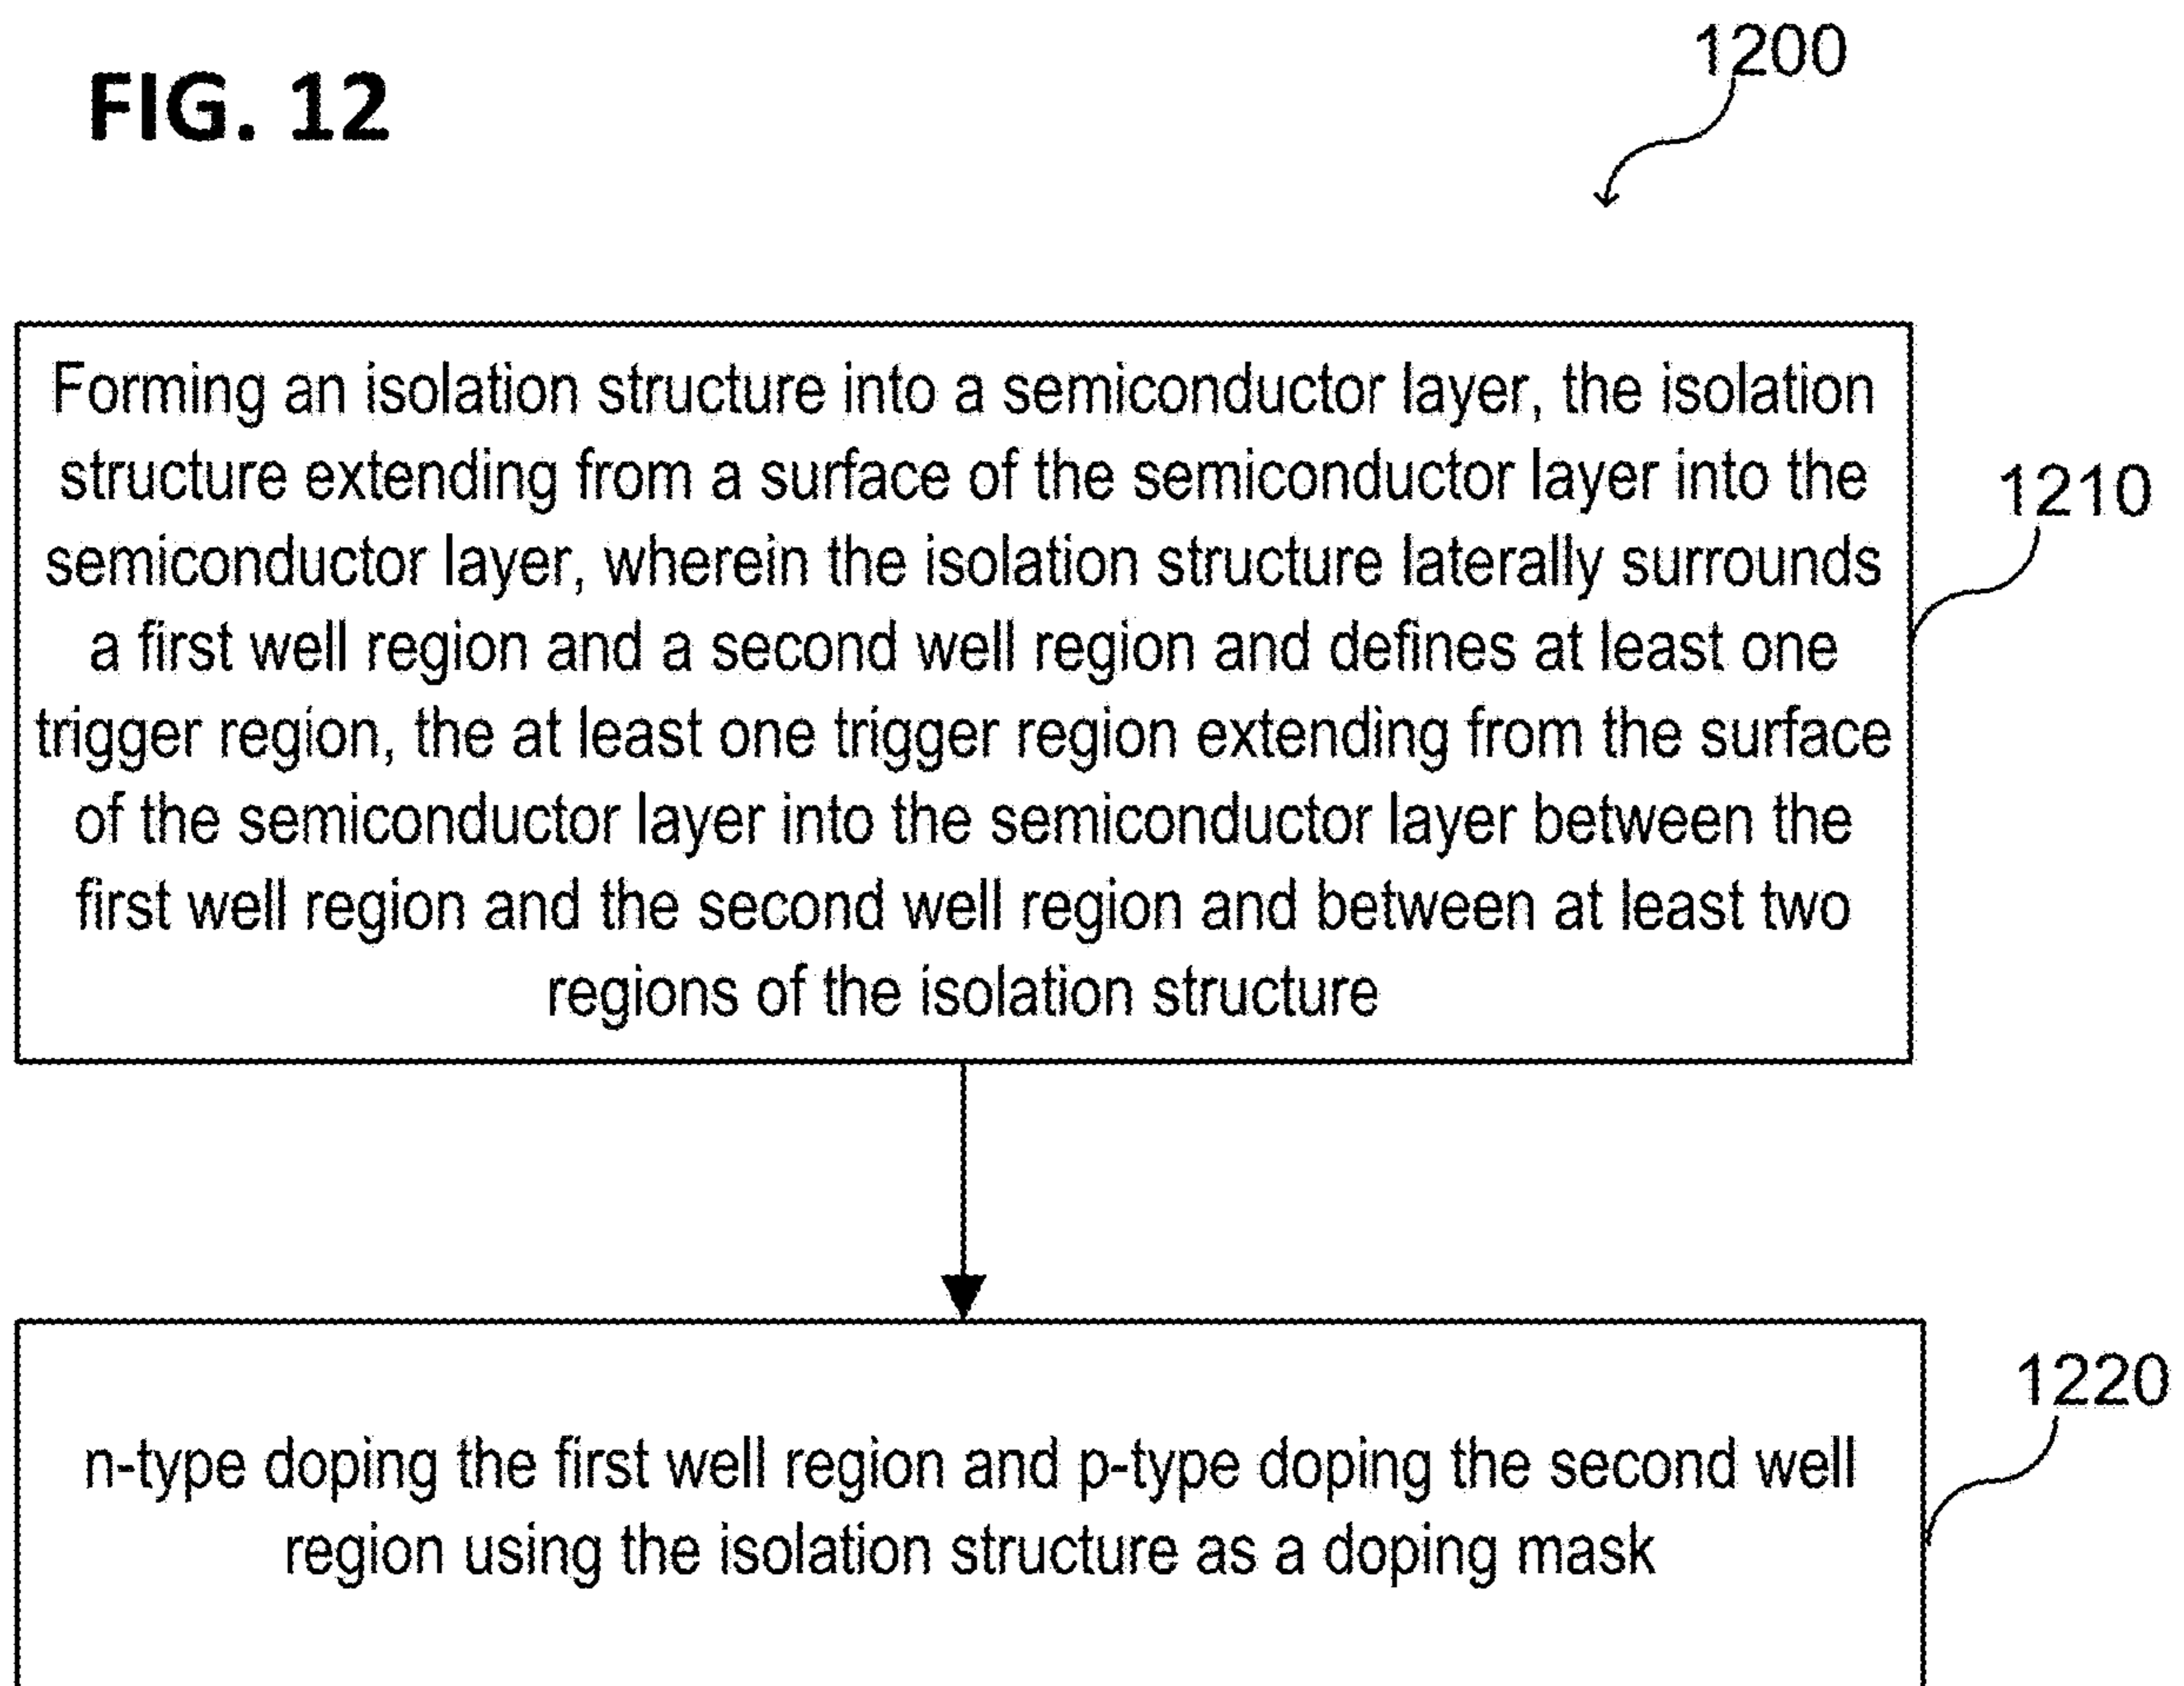 FIG. 12
1200
Forming an isolation structure into a semiconductor layer, the isolation
structure extending from a surface of the semiconductor layer into the
semiconductor layer, wherein the isolation structure laterally surrounds
a first well region and a second well region and defines at least one
trigger region, the at least one trigger region extending from the surface
of the semiconductor layer into the semiconductor layer between the
first well region and the second well region and between at least two
regions of the isolation structure
1210
n-type doping the first well region and p-type doping the second well
region using the isolation structure as a doping mask
1220